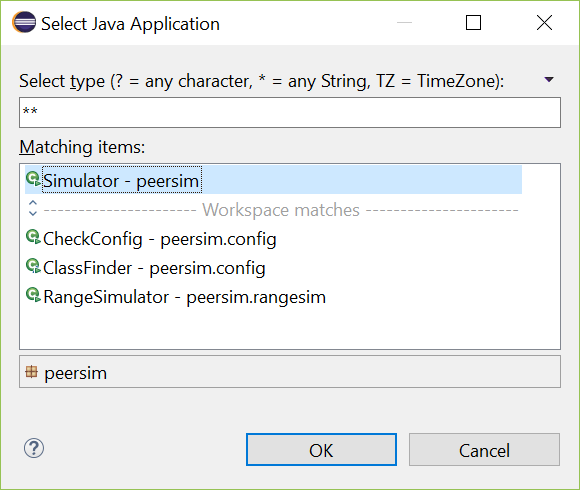 Select Java Application
Select type (? = any character, * = any String, TZ = TimeZone):
**
Matching items:
Simulator - peersim
--------------------- Workspace matches ---------------------
CheckConfig - peersim.config
ClassFinder - peersim.config
RangeSimulator - peersim.rangesim
peersim
OK Cancel